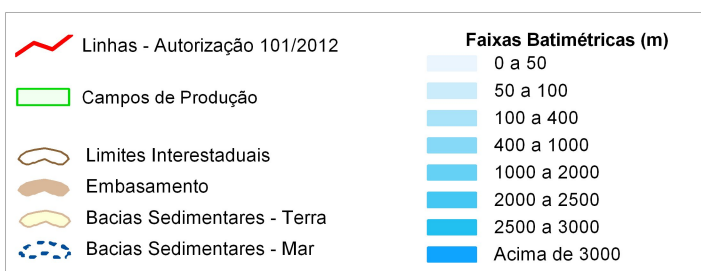 Linhas - Autorização 101/2012
Campos de Produção
Limites Interestaduais
Embasamento
Bacias Sedimentares - Terra
Bacias Sedimentares - Mar
Faixas Batimétricas (m)
0 a 50
50 a 100
100 a 400
400 a 1000
1000 a 2000
2000 a 2500
2500 a 3000
Acima de 3000